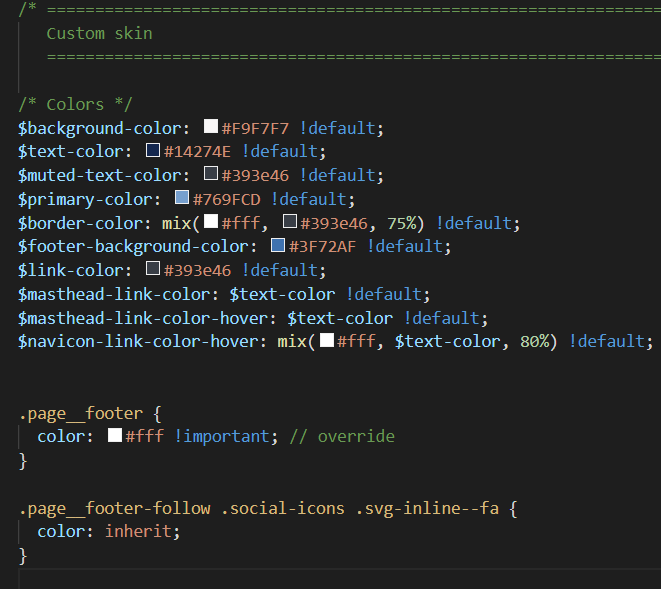 /* ================================================================
Custom skin
================================================================
/* Colors */
$background-color: #F9F7F7 !default;
$text-color: #14274E !default;
$muted-text-color: #393e46 !default;
$primary-color: #769FCD !default;
$border-color: mix(#fff, #393e46, 75%) !default;
$footer-background-color: #3F72AF !default;
$link-color: #393e46 !default;
$masthead-link-color: $text-color !default;
$masthead-link-color-hover: $text-color !default;
$navicon-link-color-hover: mix(#fff, $text-color, 80%) !default;
.page__footer {
color: #fff !important; // override
}
.page__footer-follow .social-icons .svg-inline--fa {
color: inherit;
}